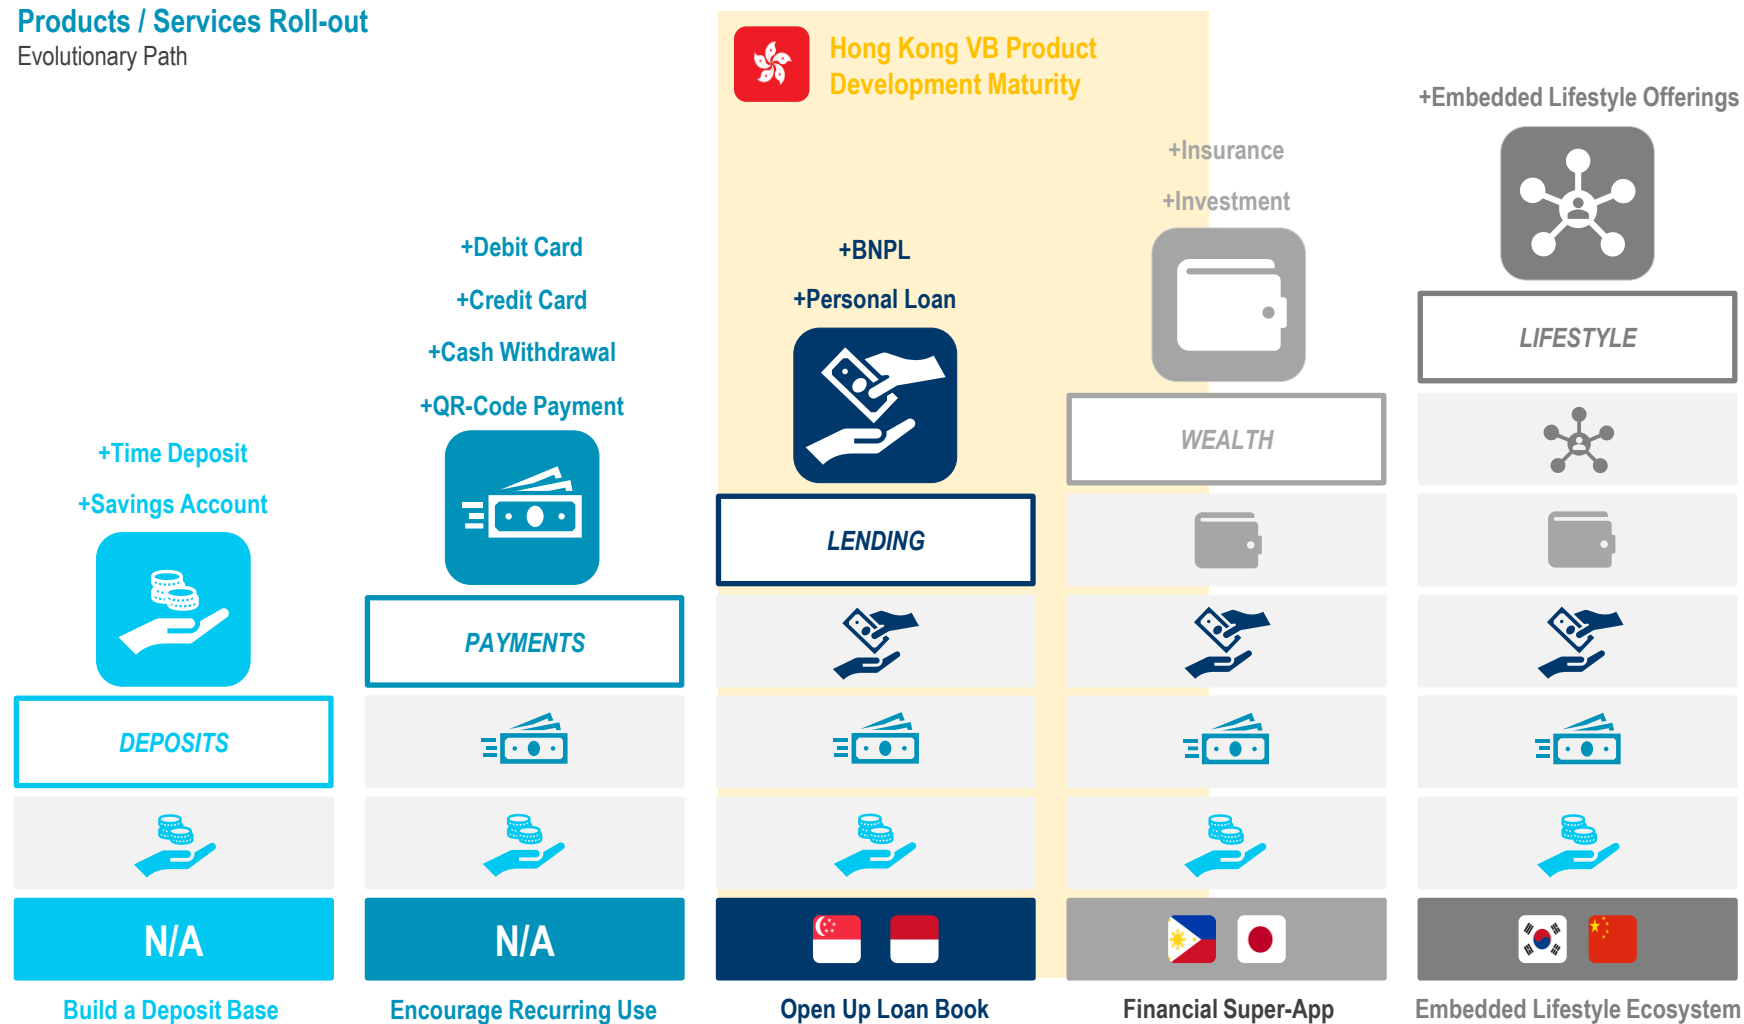 Products / Services Roll-out
Evolutionary Path
Hong Kong VB Product
Development Maturity
+Time Deposit
+Savings Account
DEPOSITS
N/A
Build a Deposit Base
+Debit Card
+Credit Card
+Cash Withdrawal
+QR-Code Payment
PAYMENTS
N/A
Encourage Recurring Use
+BNPL
+Personal Loan
LENDING
Open Up Loan Book
+Insurance
+Investment
WEALTH
Financial Super-App
+Embedded Lifestyle Offerings
LIFESTYLE
Embedded Lifestyle Ecosystem